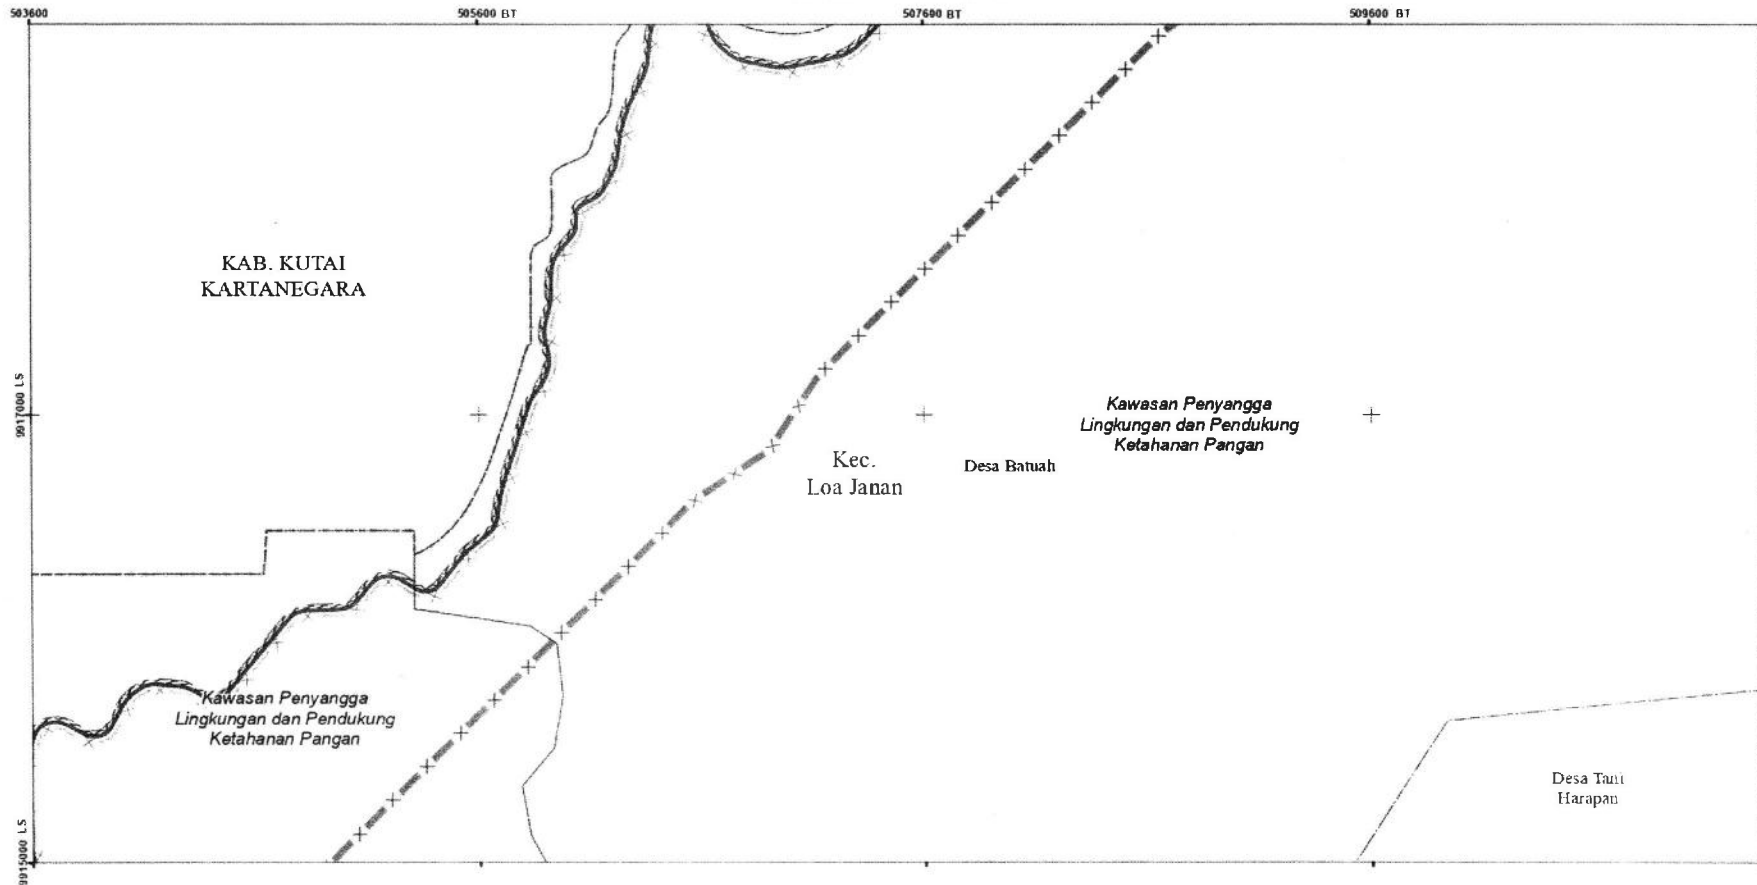 503600
505600 BT
507600 BT
509600 BT
KAB. KUTAI
KARTANEGARA
9917000 LS
Kawasan Penyangga
Lingkungan dan Pendukung
Ketahanan Pangan
Kec.
Loa Janan
Desa Batuah
Kawasan Penyangga
Lingkungan dan Pendukung
Ketahanan Pangan
Desa Tani
Harapan
9915000 LS